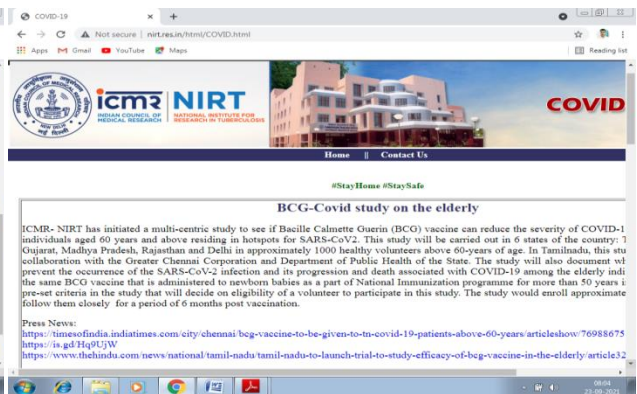 COVID-19
Not secure | nirt.res.in/html/COVID.html
Apps Gmail YouTube Maps Reading list
icmr NIRT
INDIAN COUNCIL OF MEDICAL RESEARCH NATIONAL INSTITUTE FOR RESEARCH IN TUBERCULOSIS
COVID
Home || Contact Us
#StayHome #StaySafe
BCG-Covid study on the elderly
ICMR- NIRT has initiated a multi-centric study to see if Bacille Calmette Guerin (BCG) vaccine can reduce the severity of COVID-1
individuals aged 60 years and above residing in hotspots for SARS-CoV2. This study will be carried out in 6 states of the country:
Gujarat, Madhya Pradesh, Rajasthan and Delhi in approximately 1000 healthy volunteers above 60-years of age. In Tamilnadu, this stu
collaboration with the Greater Chennai Corporation and Department of Public Health of the State. The study will also document wh
prevent the occurrence of the SARS-CoV-2 infection and its progression and death associated with COVID-19 among the elderly indi
the same BCG vaccine that is administered to newborn babies as a part of National Immunization programme for more than 50 years i
pre-set criteria in the study that will decide on eligibility of a volunteer to participate in this study. The study would enroll approximate
follow them closely for a period of 6 months post vaccination.
Press News:
https://timesofindia.indiatimes.com/city/chennai/bcg-vaccine-to-be-given-to-tn-covid-19-patients-above-60-years/articleshow/76988675
https://is.gd/Hq9UjW
https://www.thehindu.com/news/national/tamil-nadu/tamil-nadu-to-launch-trial-to-study-efficacy-of-bcg-vaccine-in-the-elderly/article32
08:04
23-09-2021